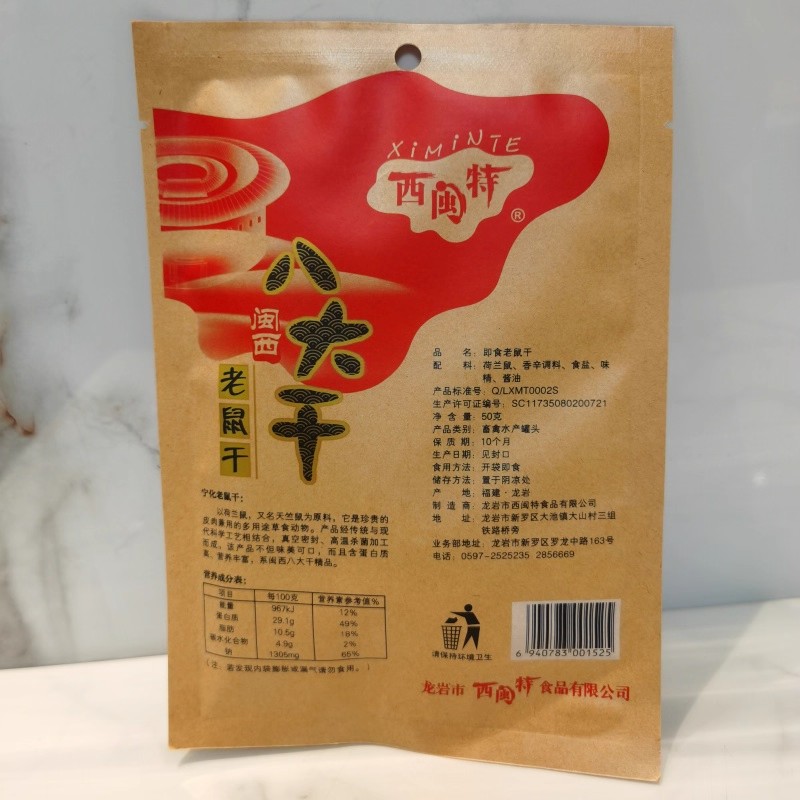 XiMiNTE
西闽特
®
八大干
闽西
老鼠干
品 名：即食老鼠干
配 料：荷兰鼠、香辛调料、食盐、味
精、酱油
产品标准号：Q/LXMT0002S
生产许可证编号：SC11735080200721
净 含 量：50克
产品类别：畜禽水产罐头
保 质 期：10个月
生产日期：见封口
食用方法：开袋即食
储存方法：置于阴凉处
产 地：福建·龙岩
制 造 商：龙岩市西闽特食品有限公司
地 址：龙岩市新罗区大池镇大山村三组
铁路桥旁
业务部地址：龙岩市新罗区罗龙中路163号
电话：0597-2525235 2856669
宁化老鼠干：
以荷兰鼠，又名天竺鼠为原料，它是珍贵的
皮肉兼用的多用途草食动物。产品经传统与现
代科学工艺相结合，真空密封、高温杀菌加工
而成。该产品不但味美可口，而且含蛋白质
高，营养丰富，系闽西八大干精品。
营养成分表：
项目 每100克 营养素参考值%
能量 967kJ 12%
蛋白质 29.1g 49%
脂肪 10.5g 18%
碳水化合物 4.9g 2%
钠 1305mg 65%
（注：若发现内袋膨胀或漏气请勿食用。）
请保持环境卫生
6 940783 001525
龙岩市 西闽特 食品有限公司